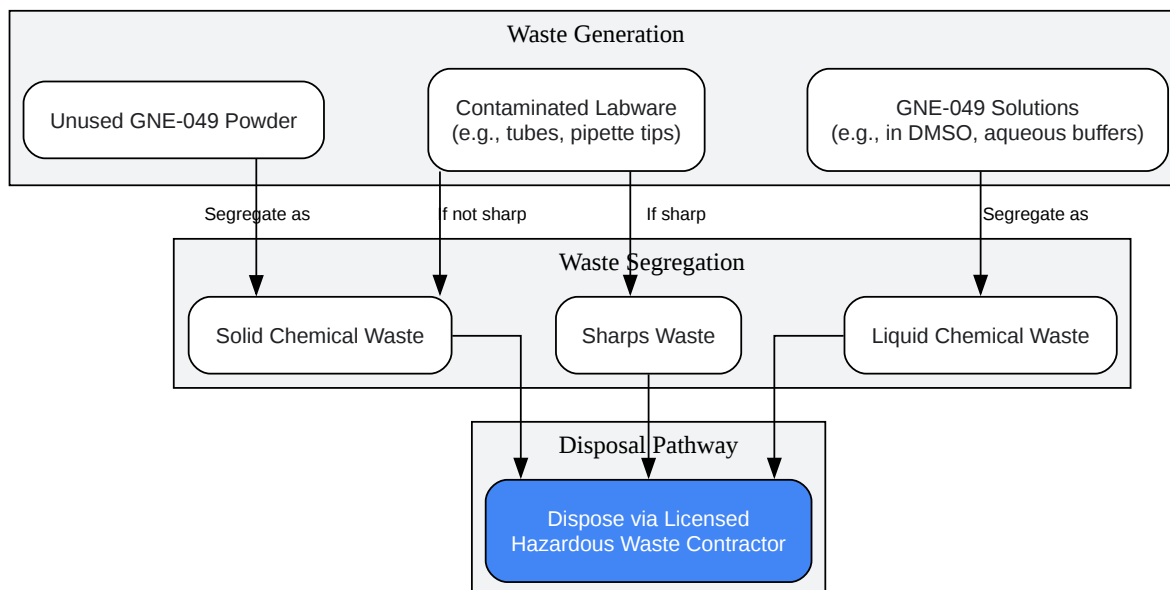 Waste Generation
Unused GNE-049 Powder
Contaminated Labware
(e.g., tubes, pipette tips)
GNE-049 Solutions
(e.g., in DMSO, aqueous buffers)
Segregate as
If not sharp
If sharp
Segregate as
Waste Segregation
Solid Chemical Waste
Sharps Waste
Liquid Chemical Waste
Disposal Pathway
Dispose via Licensed
Hazardous Waste Contractor